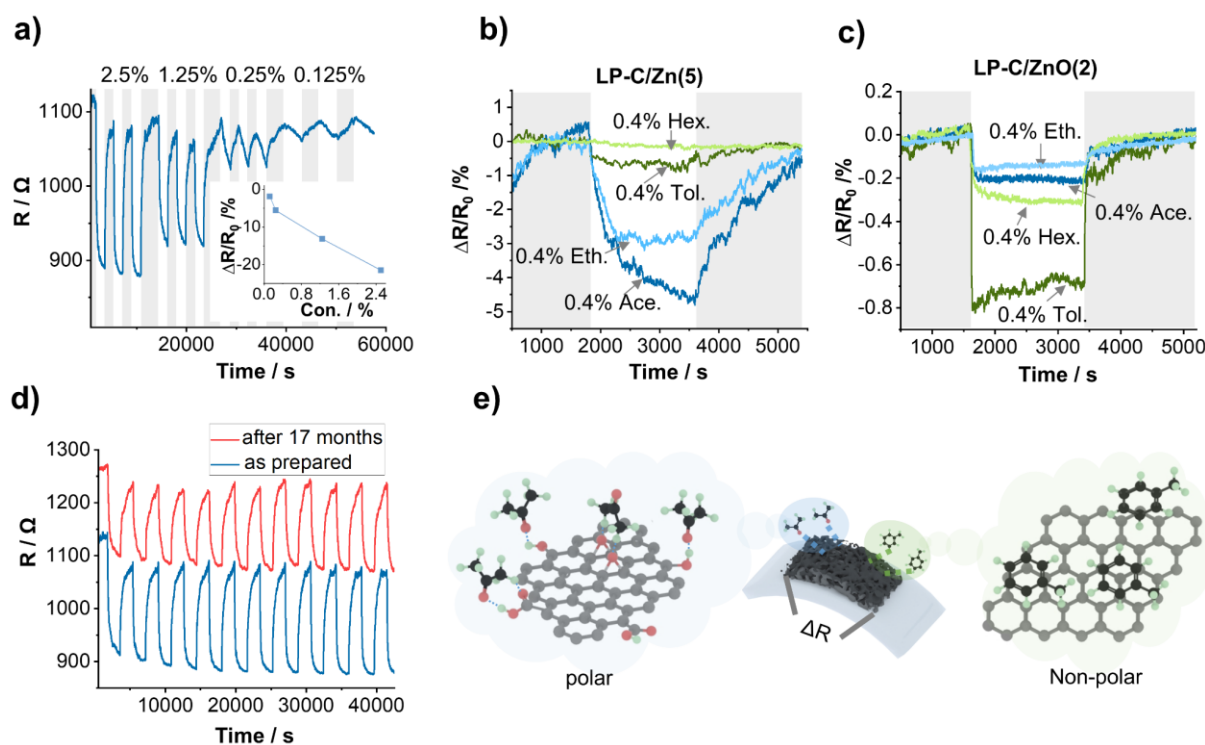 a)
2.5% 1.25% 0.25% 0.125%
1100
1000
900
R / Ω
20000 40000 60000
Time / s
0
-10
-20
ΔR/R0 /%
0.0 1.2 2.4
Con. / %
b)
LP-C/Zn(5)
1
0
-1
-2
-3
-4
-5
ΔR/R0 /%
0.4% Hex.
0.4% Tol.
0.4% Eth.
0.4% Ace.
1000 2000 3000 4000 5000
Time / s
c)
LP-C/ZnO(2)
0.2
0.0
-0.2
-0.4
-0.6
-0.8
ΔR/R0 /%
0.4% Eth.
0.4% Ace.
0.4% Hex.
0.4% Tol.
1000 2000 3000 4000 5000
Time / s
d)
after 17 months
as prepared
1300
1200
1100
1000
900
R / Ω
10000 20000 30000 40000
Time / s
e)
ΔR
polar
Non-polar